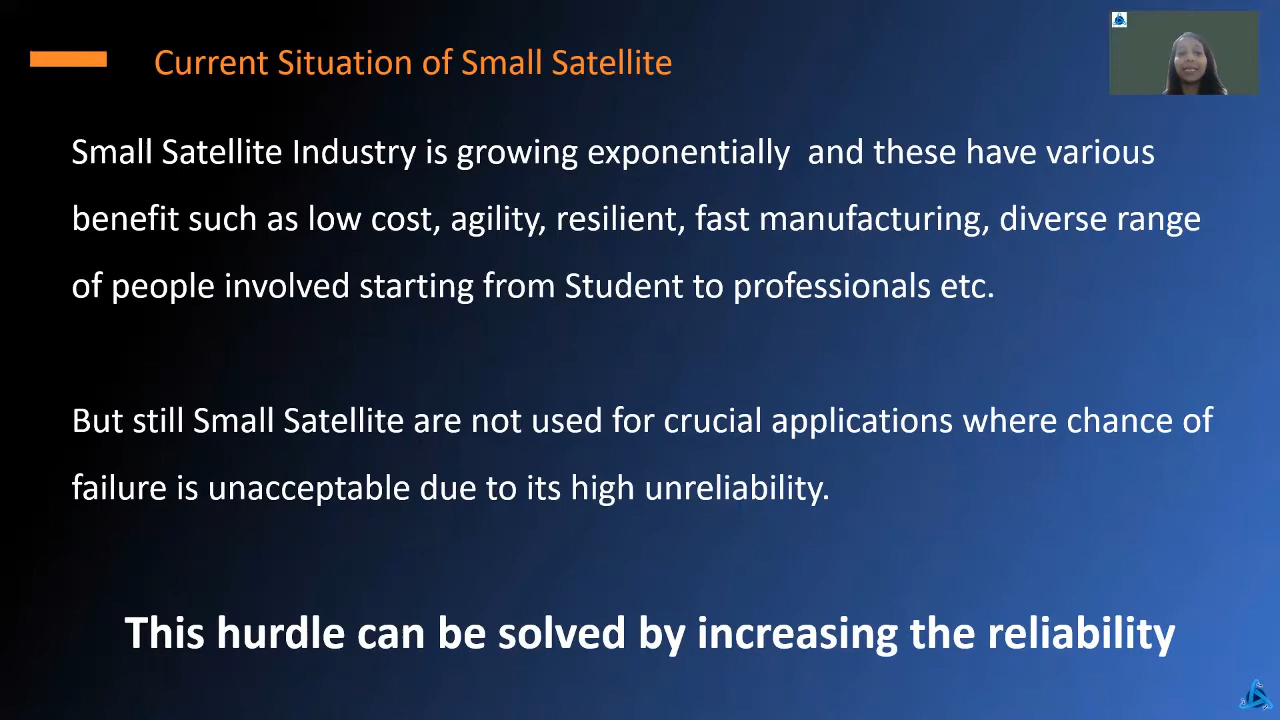 Current Situation of Small Satellite
Small Satellite Industry is growing exponentially  and these have various
benefit such as low cost, agility, resilient, fast manufacturing, diverse range
of people involved starting from Student to professionals etc.
But still Small Satellite are not used for crucial applications where chance of
failure is unacceptable due to its high unreliability.
This hurdle can be solved by increasing the reliability